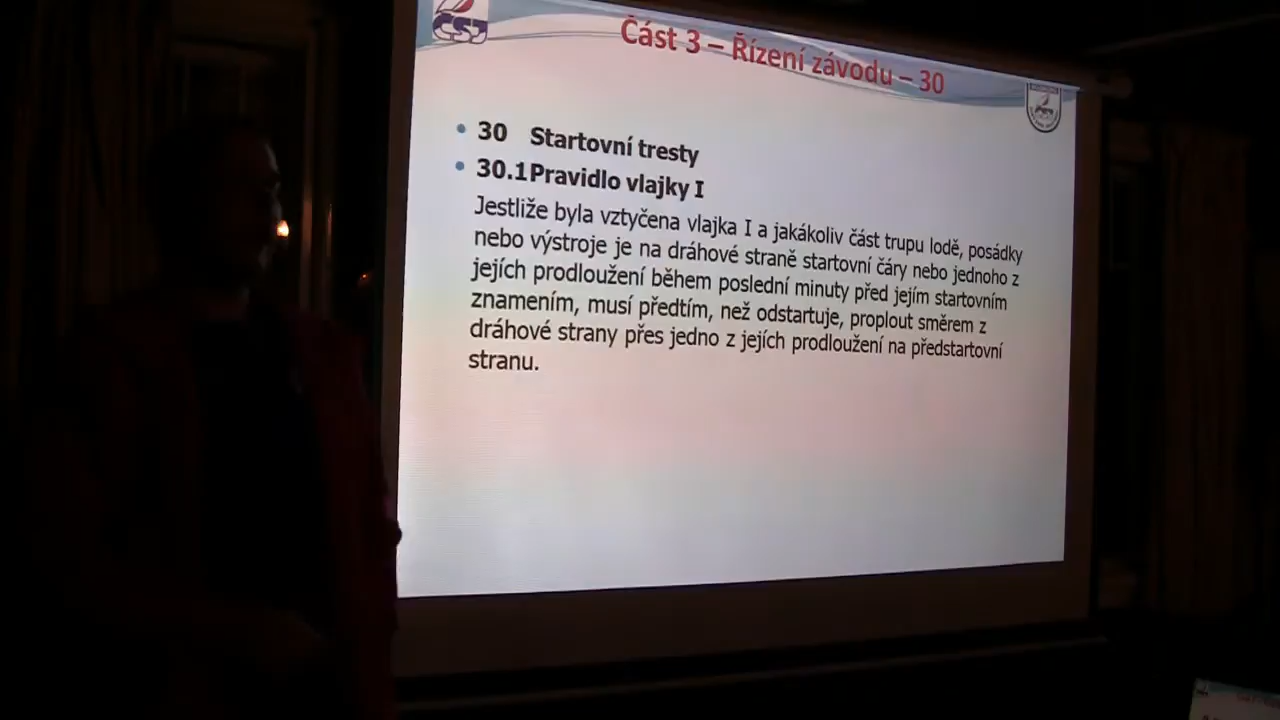 ČSJ
Část 3 – Řízení závodu – 30
30 Startovní tresty
30.1Pravidlo vlajky I
Jestliže byla vztyčena vlajka I a jakákoliv část trupu lodě, posádky
nebo výstroje je na dráhové straně startovní čáry nebo jednoho z
jejích prodloužení během poslední minuty před jejím startovním
znamením, musí předtím, než odstartuje, proplout směrem z
dráhové strany přes jedno z jejích prodloužení na předstartovní
stranu.